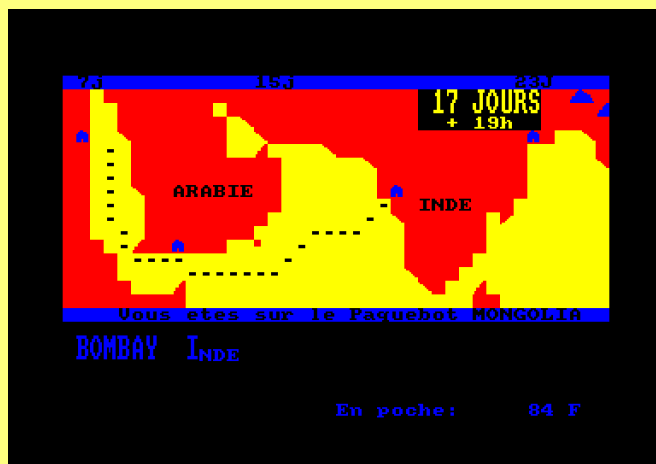 7j 15j 23J
17 JOURS
+ 19h
ARABIE
INDE
Vous etes sur le Paquebot MONGOLIA
BOMBAY INDE
En poche: 84 F